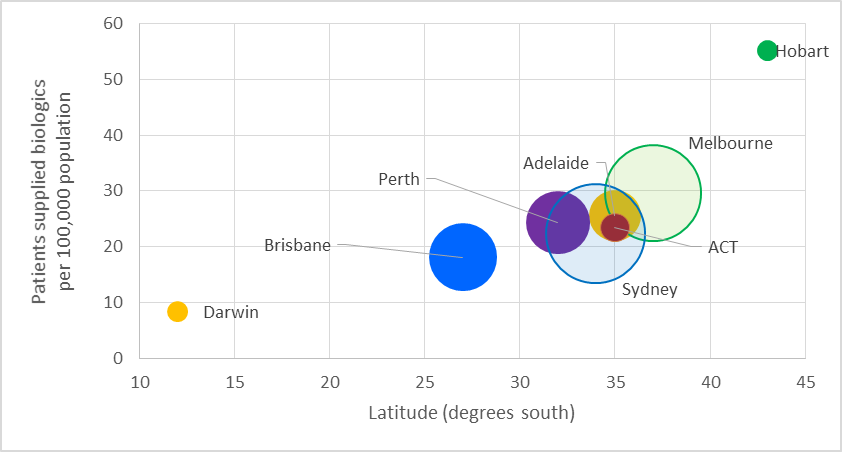 60
50
40
30
20
10
0
Patients supplied biologics
per 100,000 population
Hobart
Melbourne
Adelaide
Perth
Brisbane
ACT
Sydney
Darwin
10 15 20 25 30 35 40 45
Latitude (degrees south)